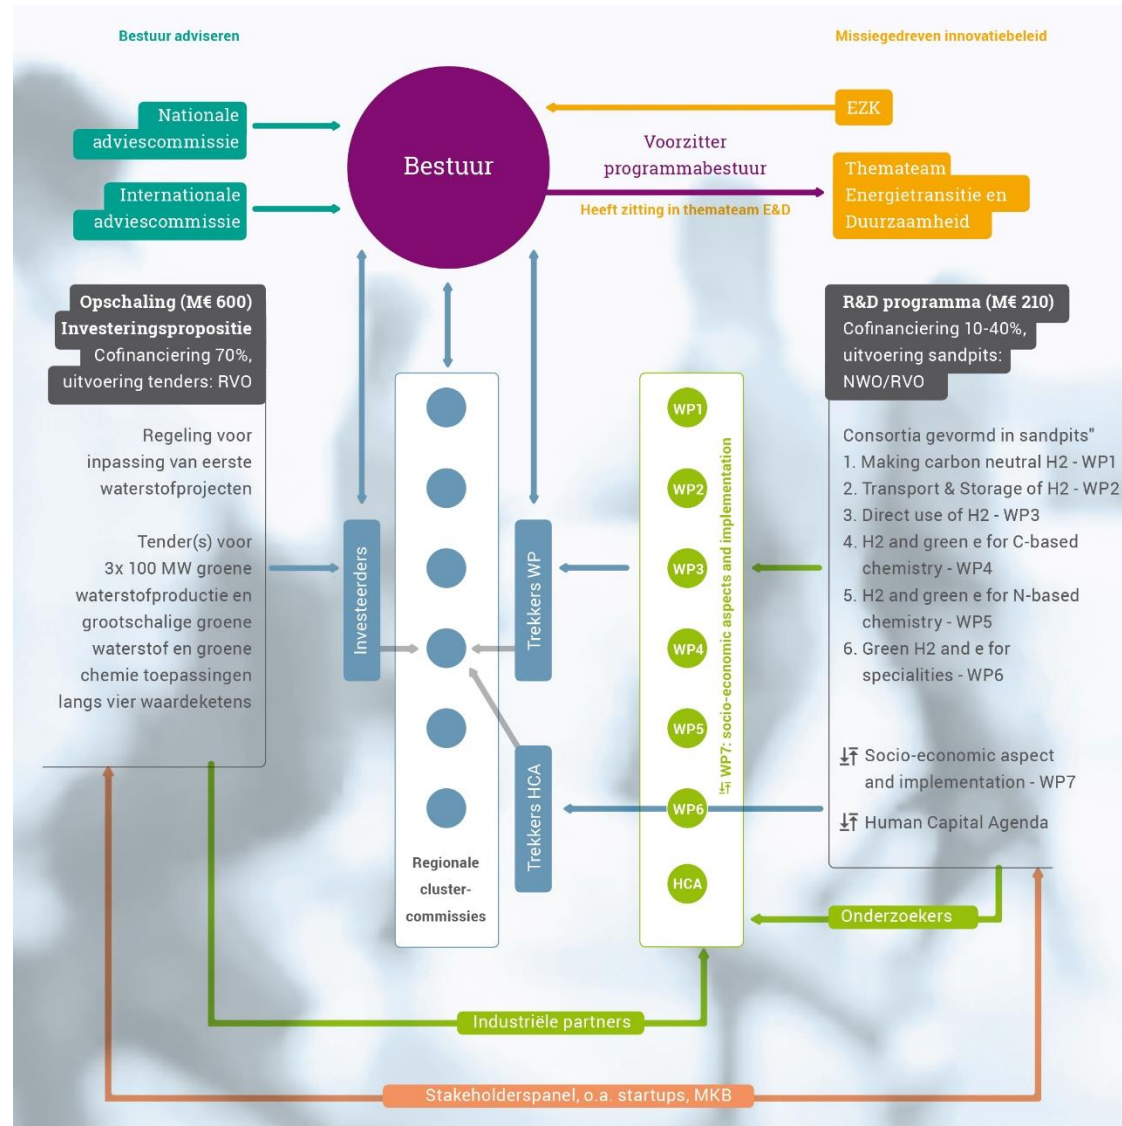 Bestuur adviseren
Missiegedreven innovatiebeleid
Nationale
adviescommissie
Internationale
adviescommissie
Bestuur
EZK
Voorzitter
programmabestuur
Heeft zitting in themateam E&D
Themateam
Energietransitie en
Duurzaamheid
Opschaling (M€ 600)
Investeringspropositie
Cofinanciering 70%,
uitvoering tenders: RVO
Regeling voor
inpassing van eerste
waterstofprojecten
Tender(s) voor
3x 100 MW groene
waterstofproductie en
grootschalige groene
waterstof en groene
chemie toepassingen
langs vier waardeketens
Investeerders
Regionale
cluster-
commissies
Trekkers WP
Trekkers HCA
WP1
WP2
WP3
WP4
WP5
WP6
HCA
WP7: socio-economic aspects and implementation
R&D programma (M€ 210)
Cofinanciering 10-40%,
uitvoering sandpits:
NWO/RVO
Consortia gevormd in sandpits"
1. Making carbon neutral H2 - WP1
2. Transport & Storage of H2 - WP2
3. Direct use of H2 - WP3
4. H2 and green e for C-based
chemistry - WP4
5. H2 and green e for N-based
chemistry - WP5
6. Green H2 and e for
specialities - WP6
Socio-economic aspect
and implementation - WP7
Human Capital Agenda
Onderzoekers
Industriële partners
Stakeholderspanel, o.a. startups, MKB